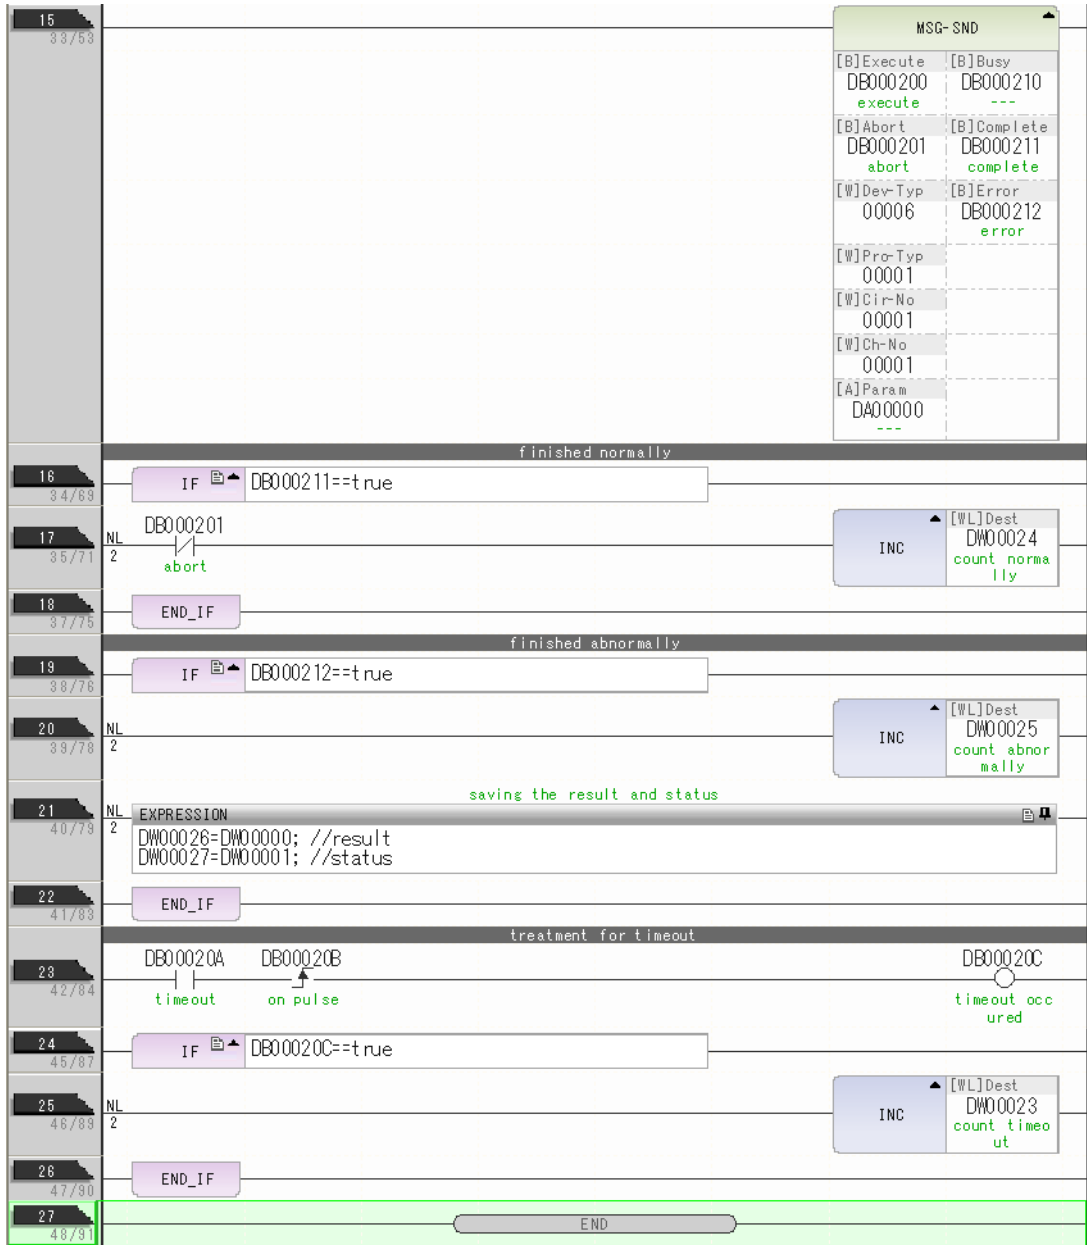 15
33/53
MSG-SND
[B]Execute [B]Busy
DB000200 DB000210
execute ---
[B]Abort [B]Complete
DB000201 DB000211
abort complete
[W]Dev-Typ [B]Error
00006 DB000212
error
[W]Pro-Typ
00001
[W]Cir-No
00001
[W]Ch-No
00001
[A]Param
DA00000
---
finished normally
16
34/69
IF DB000211==true
17
35/71
NL
2
DB000201
abort
INC
[WL]Dest
DW00024
count norma
lly
18
37/75
END_IF
finished abnormally
19
38/76
IF DB000212==true
20
39/78
NL
2
INC
[WL]Dest
DW00025
count abnor
mally
saving the result and status
21
40/79
NL
2
EXPRESSION
DW00026=DW00000; //result
DW00027=DW00001; //status
22
41/83
END_IF
treatment for timeout
23
42/84
DB00020A DB00020B DB00020C
timeout on pulse timeout occ
ured
24
45/87
IF DB00020C==true
25
46/89
NL
2
INC
[WL]Dest
DW00023
count timeo
ut
26
47/90
END_IF
27
48/91
END